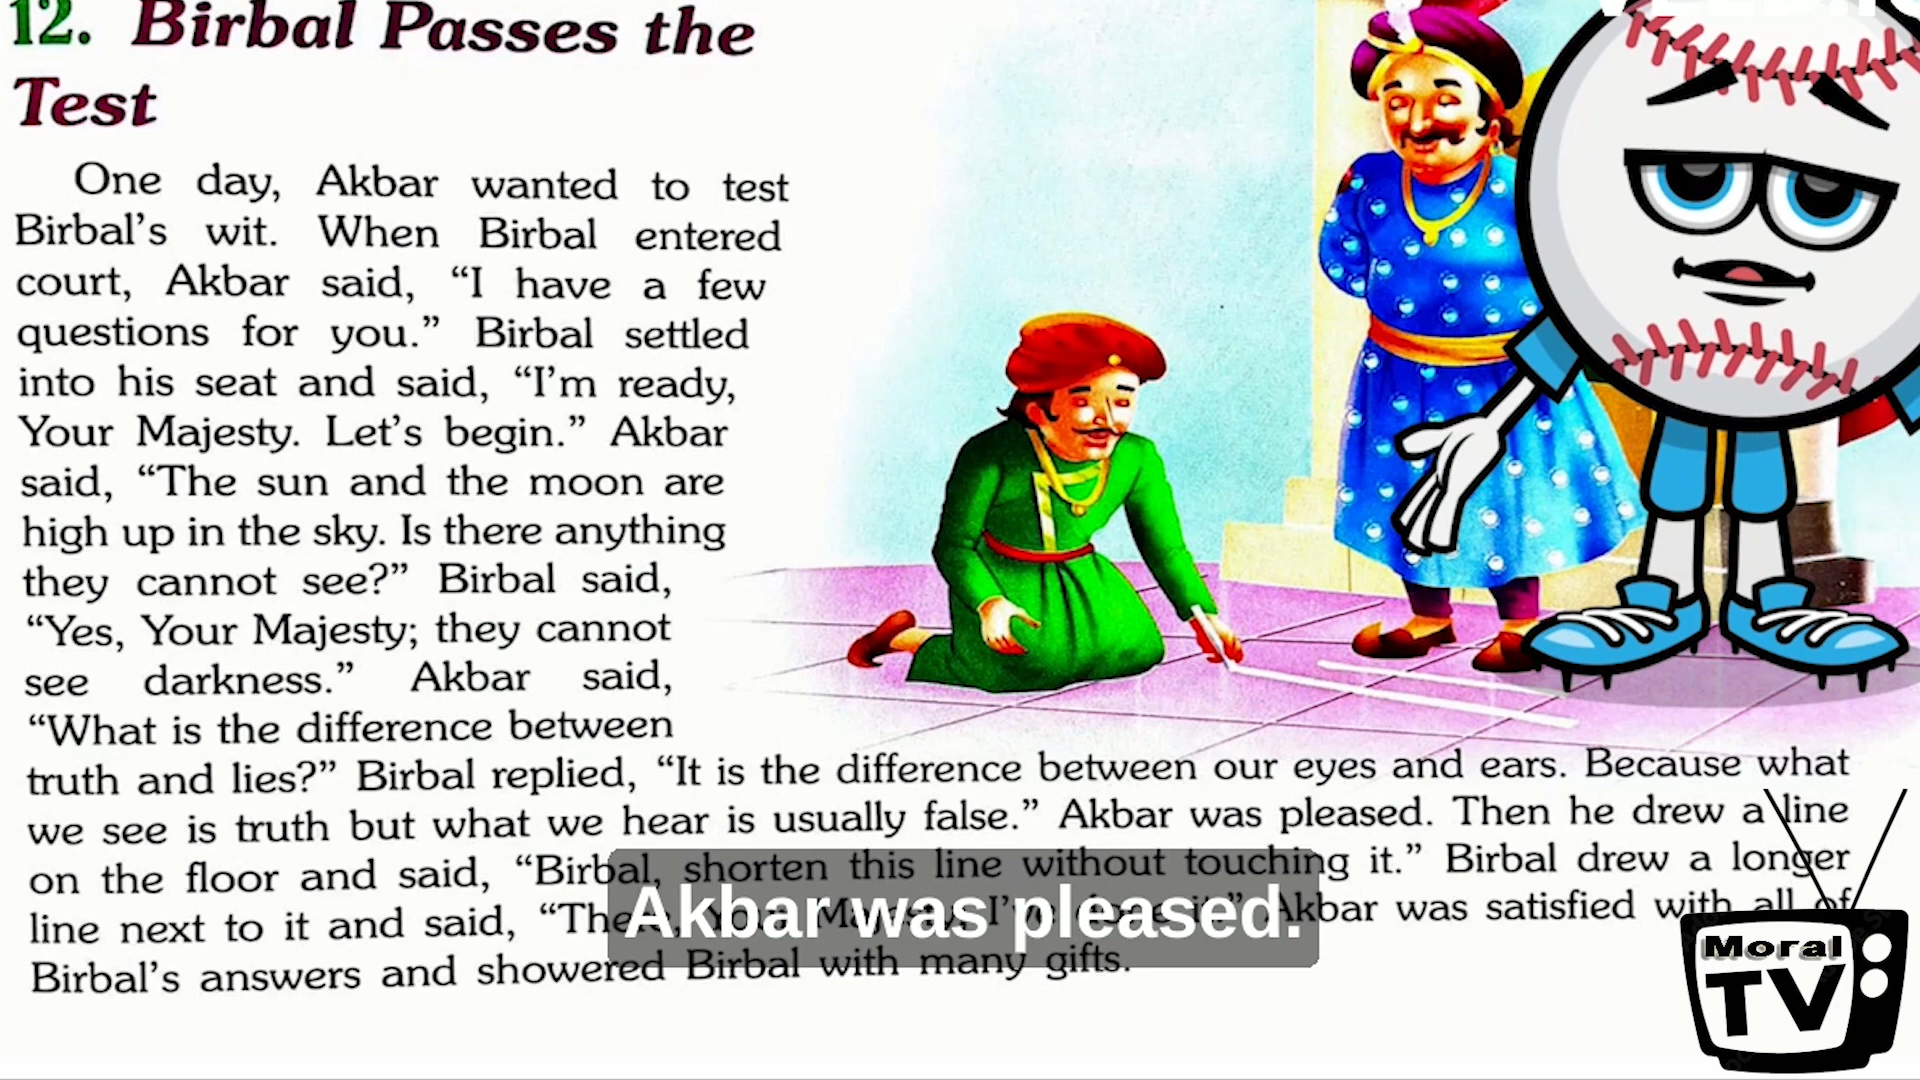 12. Birbal Passes the
Test
One day, Akbar wanted to test
Birbal’s wit. When Birbal entered
court, Akbar said, “I have a few
questions for you.” Birbal settled
into his seat and said, “I’m ready,
Your Majesty. Let’s begin.” Akbar
said, “The sun and the moon are
high up in the sky. Is there anything
they cannot see?” Birbal said,
“Yes, Your Majesty; they cannot
see darkness.” Akbar said,
“What is the difference between
truth and lies?” Birbal replied, “It is the difference between our eyes and ears. Because what
we see is truth but what we hear is usually false.” Akbar was pleased. Then he drew a line
on the floor and said, “Birbal, shorten this line without touching it.” Birbal drew a longer
line next to it and said, “There, Your Majesty, I’ve done it.” Akbar was satisfied with all of
Birbal’s answers and showered Birbal with many gifts.
Akbar was pleased.
Moral
TV